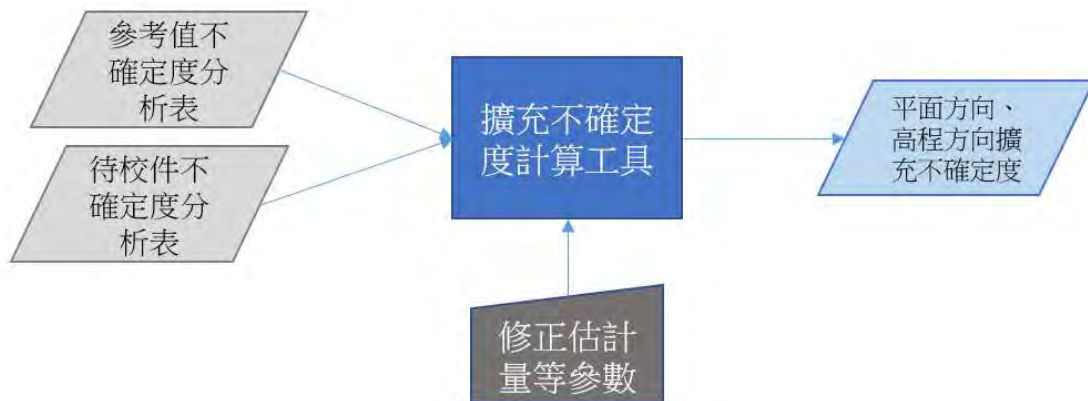 參考值不
確定度分
析表
待校件不
確定度分
析表
擴充不確定
度計算工具
平面方向、
高程方向擴
充不確定度
修正估計
量等參數